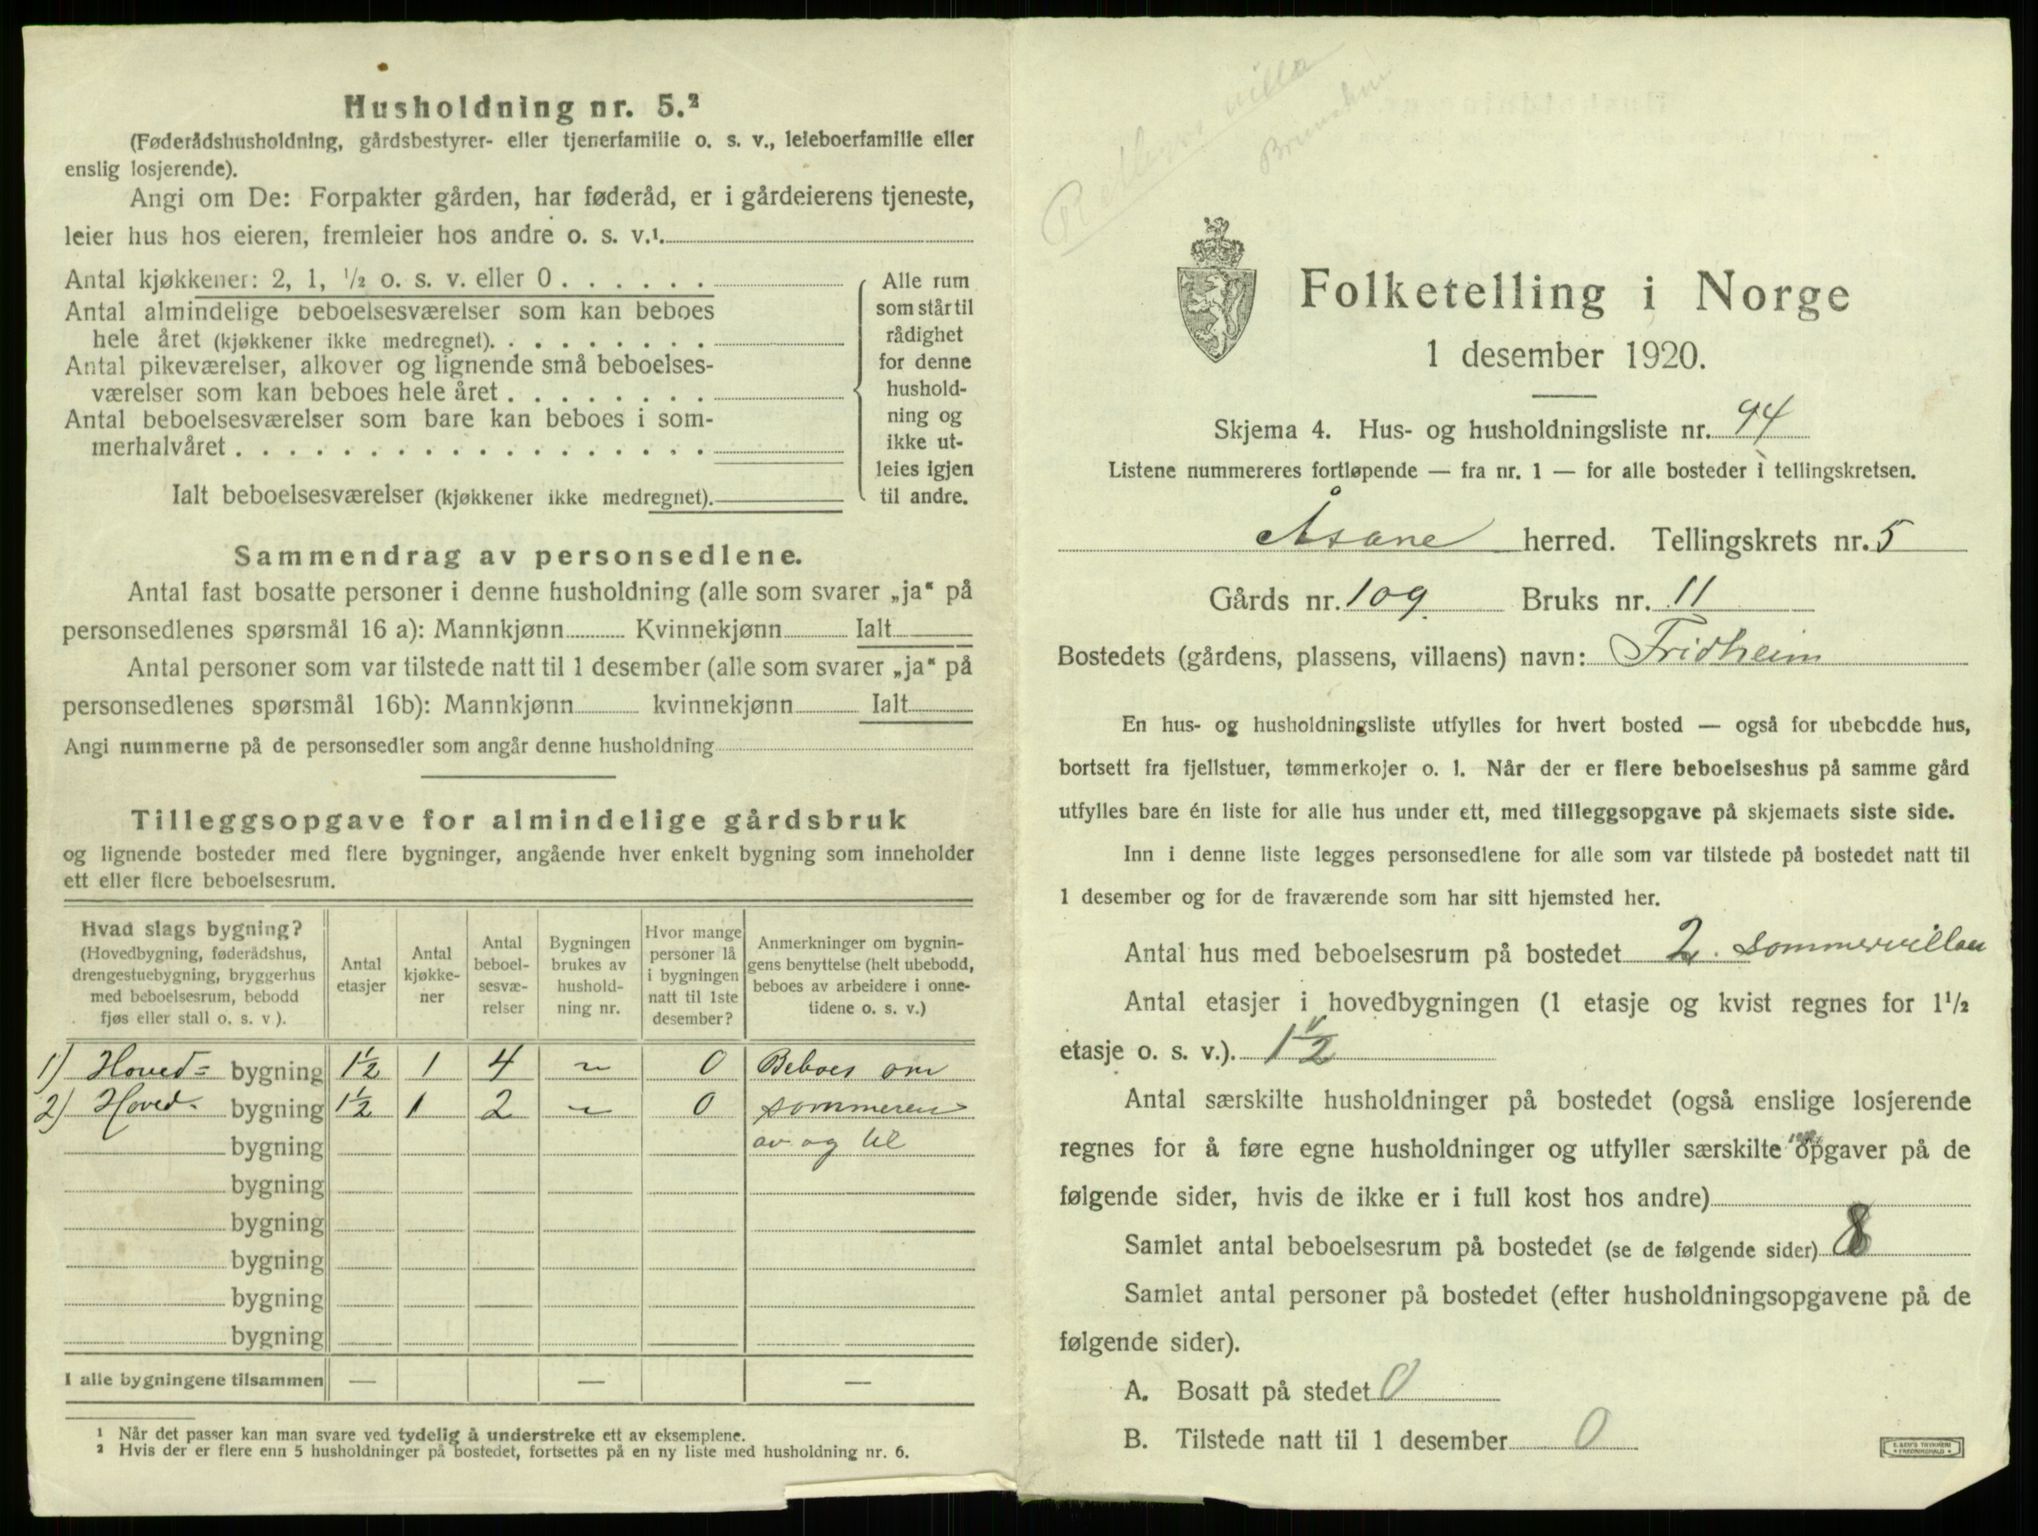 Husholdning nr. 5.²
(Føderådshusholdning, gårdsbestyrer- eller tjenerfamilie o. s. v., leieboerfamilie eller
enslig losjerende).
Angi om De: Forpakter gården, har føderåd, er i gårdeierens tjeneste,
leier hus hos eieren, fremleier hos andre o. s. v.¹
Antal kjøkkener: 2, 1, ½ o. s. v. eller 0
Antal almindelige beboelsesværelser som kan beboes
hele året (kjøkkener ikke medregnet).
Antal pikeværelser, alkover og lignende små beboelses-
værelser som kan beboes hele året
Antal beboelsesværelser som bare kan beboes i som-
merhalvåret
Ialt beboelsesværelser (kjøkkener ikke medregnet).
Alle rum
som står til
rådighet
for denne
hushold-
ning og
ikke ut-
leies igjen
til andre.
Sammendrag av personsedlene.
Antal fast bosatte personer i denne husholdning (alle som svarer „ja“ på
personsedlenes spørsmål 16 a): Mannkjønn Kvinnekjønn Ialt
Antal personer som var tilstede natt til 1 desember (alle som svarer „ja“ på
personsedlenes spørsmål 16b): Mannkjønn kvinnekjønn Ialt
Angi nummerne på de personsedler som angår denne husholdning
Tilleggsopgave for almindelige gårdsbruk
og lignende bosteder med flere bygninger, angående hver enkelt bygning som inneholder
ett eller flere beboelsesrum.
Hvad slags bygning?
(Hovedbygning, føderådshus,
drengestuebygning, bryggerhus
med beboelsesrum, bebodd
fjøs eller stall o. s. v ).
Antal
etasjer
Antal
kjøkke-
ner
Antal
beboel-
sesvæ-
relser
Bygningen
brukes av
hushold-
ning nr.
Hvor mange
personer lå
i bygningen
natt til 1ste
desember?
Anmerkninger om bygnin-
gens benyttelse (helt ubebodd,
beboes av arbeidere i onne-
tidene o. s. v.)
1) Hoved= bygning 1½ 1 4 ~ 0 Beboes om
2) Hoved- bygning 1½ 1 2 ~ 0 sommeren
bygning av og til
bygning
bygning
bygning
bygning
bygning
I alle bygningene tilsammen — — —
¹ Når det passer kan man svare ved tydelig å understreke ett av eksemplene.
² Hvis der er flere enn 5 husholdninger på bostedet, fortsettes på en ny liste med husholdning nr. 6.
villa
Folketelling i Norge
1 desember 1920.
Skjema 4. Hus- og husholdningsliste nr. 94
Listene nummereres fortløpende — fra nr. 1 — for alle bosteder i tellingskretsen.
Åsane herred. Tellingskrets nr. 5
Gårds nr. 109. Bruks nr. 11
Bostedets (gårdens, plassens, villaens) navn: Fridheim
En hus- og husholdningsliste utfylles for hvert bosted — også for ubebodde hus,
bortsett fra fjellstuer, tømmerkojer o. l. Når der er flere beboelseshus på samme gård
utfylles bare én liste for alle hus under ett, med tilleggsopgave på skjemaets siste side.
Inn i denne liste legges personsedlene for alle som var tilstede på bostedet natt til
1 desember og for de fraværende som har sitt hjemsted her.
Antal hus med beboelsesrum på bostedet 2. sommervillaer
Antal etasjer i hovedbygningen (1 etasje og kvist regnes for 1½
etasje o. s. v.). 1½
Antal særskilte husholdninger på bostedet (også enslige losjerende
regnes for å føre egne husholdninger og utfyller særskilte opgaver på de
følgende sider, hvis de ikke er i full kost hos andre)
Samlet antal beboelsesrum på bostedet (se de følgende sider) 8
Samlet antal personer på bostedet (efter husholdningsopgavene på de
følgende sider).
A. Bosatt på stedet 0
B. Tilstede natt til 1 desember 0